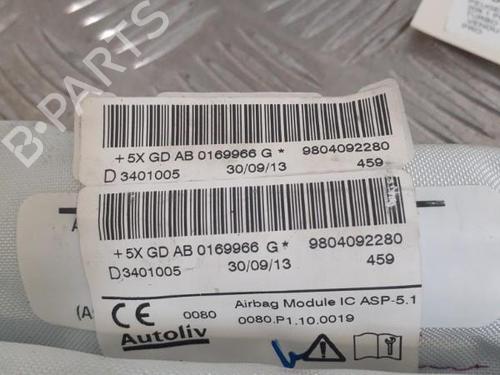 + 5X GD AB 0169966 G * 9804092280
D 3401005 30/09/13 459
+ 5X GD AB 0169966 G * 9804092280
D 3401005 30/09/13 459
CE 0080 Airbag Module IC ASP-5.1
Autoliv 0080.P1.10.0019
B-PARTS